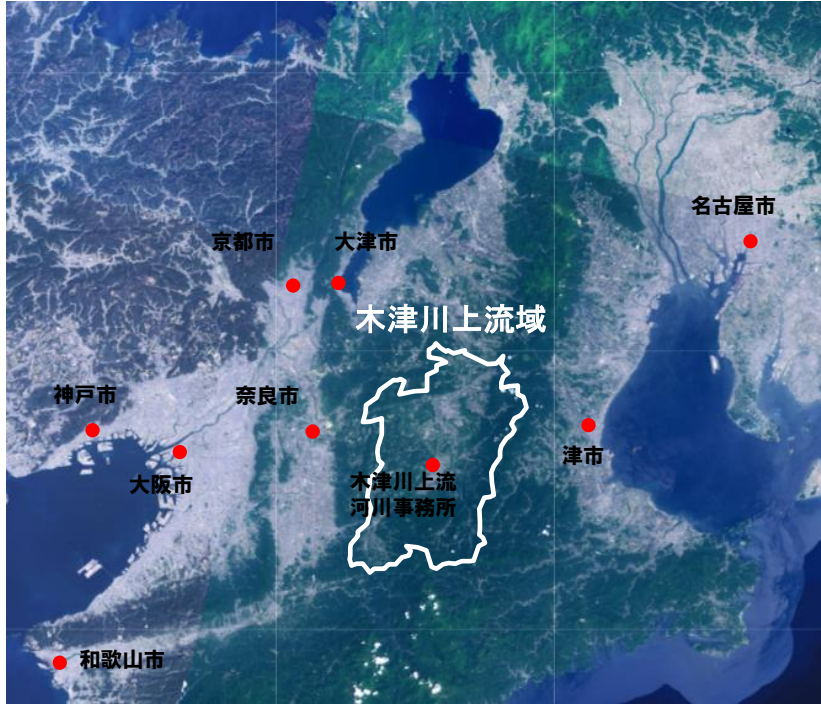 名古屋市
京都市
大津市
木津川上流域
神戸市
奈良市
津市
大阪市
木津川上流
河川事務所
和歌山市